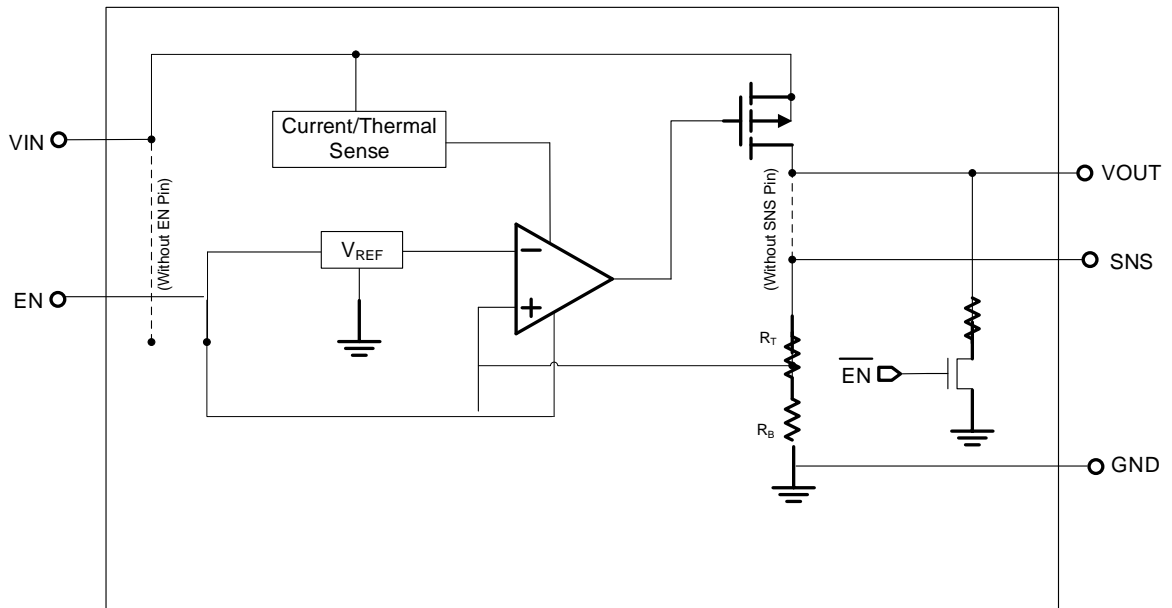 VIN
EN
(Without EN Pin)
Current/Thermal
Sense
VREF
−
+
(Without SNS Pin)
RT
RB
EN
VOUT
SNS
GND